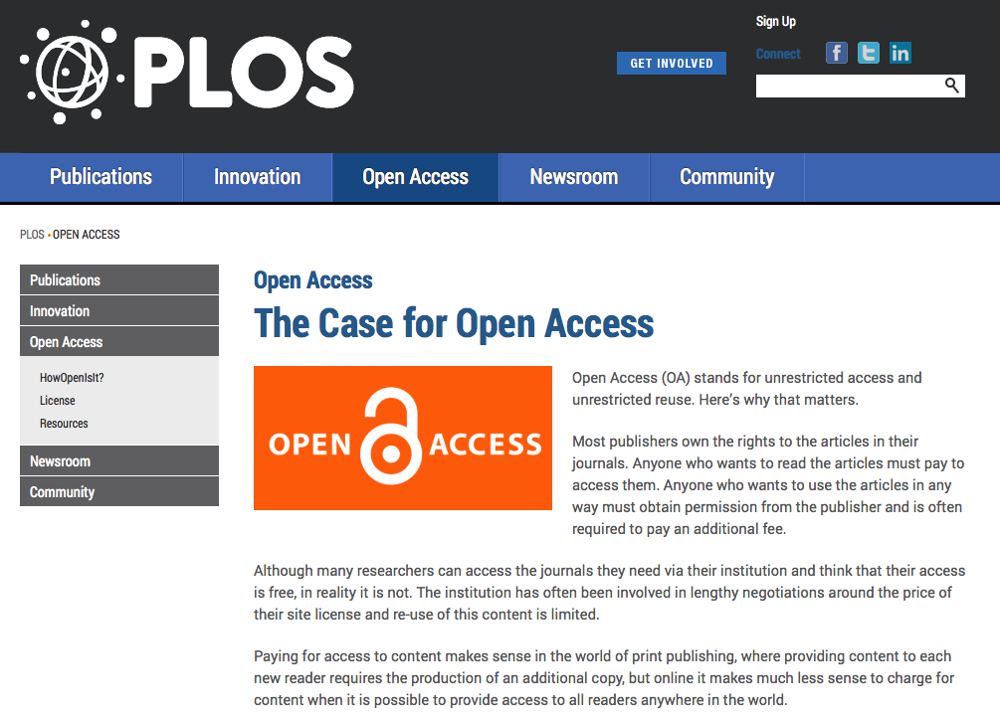 PLOS
Sign Up
GET INVOLVED
Connect
Publications
Innovation
Open Access
Newsroom
Community
PLOS • OPEN ACCESS
Publications
Innovation
Open Access
HowOpenIsIt?
License
Resources
Newsroom
Community
Open Access
The Case for Open Access
OPEN ACCESS
Open Access (OA) stands for unrestricted access and
unrestricted reuse. Here's why that matters.
Most publishers own the rights to the articles in their
journals. Anyone who wants to read the articles must pay to
access them. Anyone who wants to use the articles in any
way must obtain permission from the publisher and is often
required to pay an additional fee.
Although many researchers can access the journals they need via their institution and think that their access
is free, in reality it is not. The institution has often been involved in lengthy negotiations around the price of
their site license and re-use of this content is limited.
Paying for access to content makes sense in the world of print publishing, where providing content to each
new reader requires the production of an additional copy, but online it makes much less sense to charge for
content when it is possible to provide access to all readers anywhere in the world.